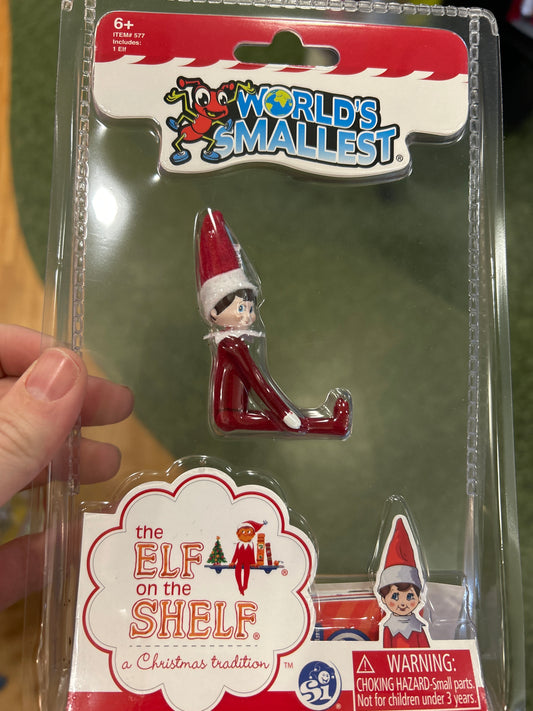 6+
ITEM# 577
Includes:
1 Elf
WORLD'S
SMALLEST®
the
ELF
on the
SHELF®
a Christmas tradition™
WARNING:
CHOKING HAZARD-Small parts.
Not for children under 3 years.